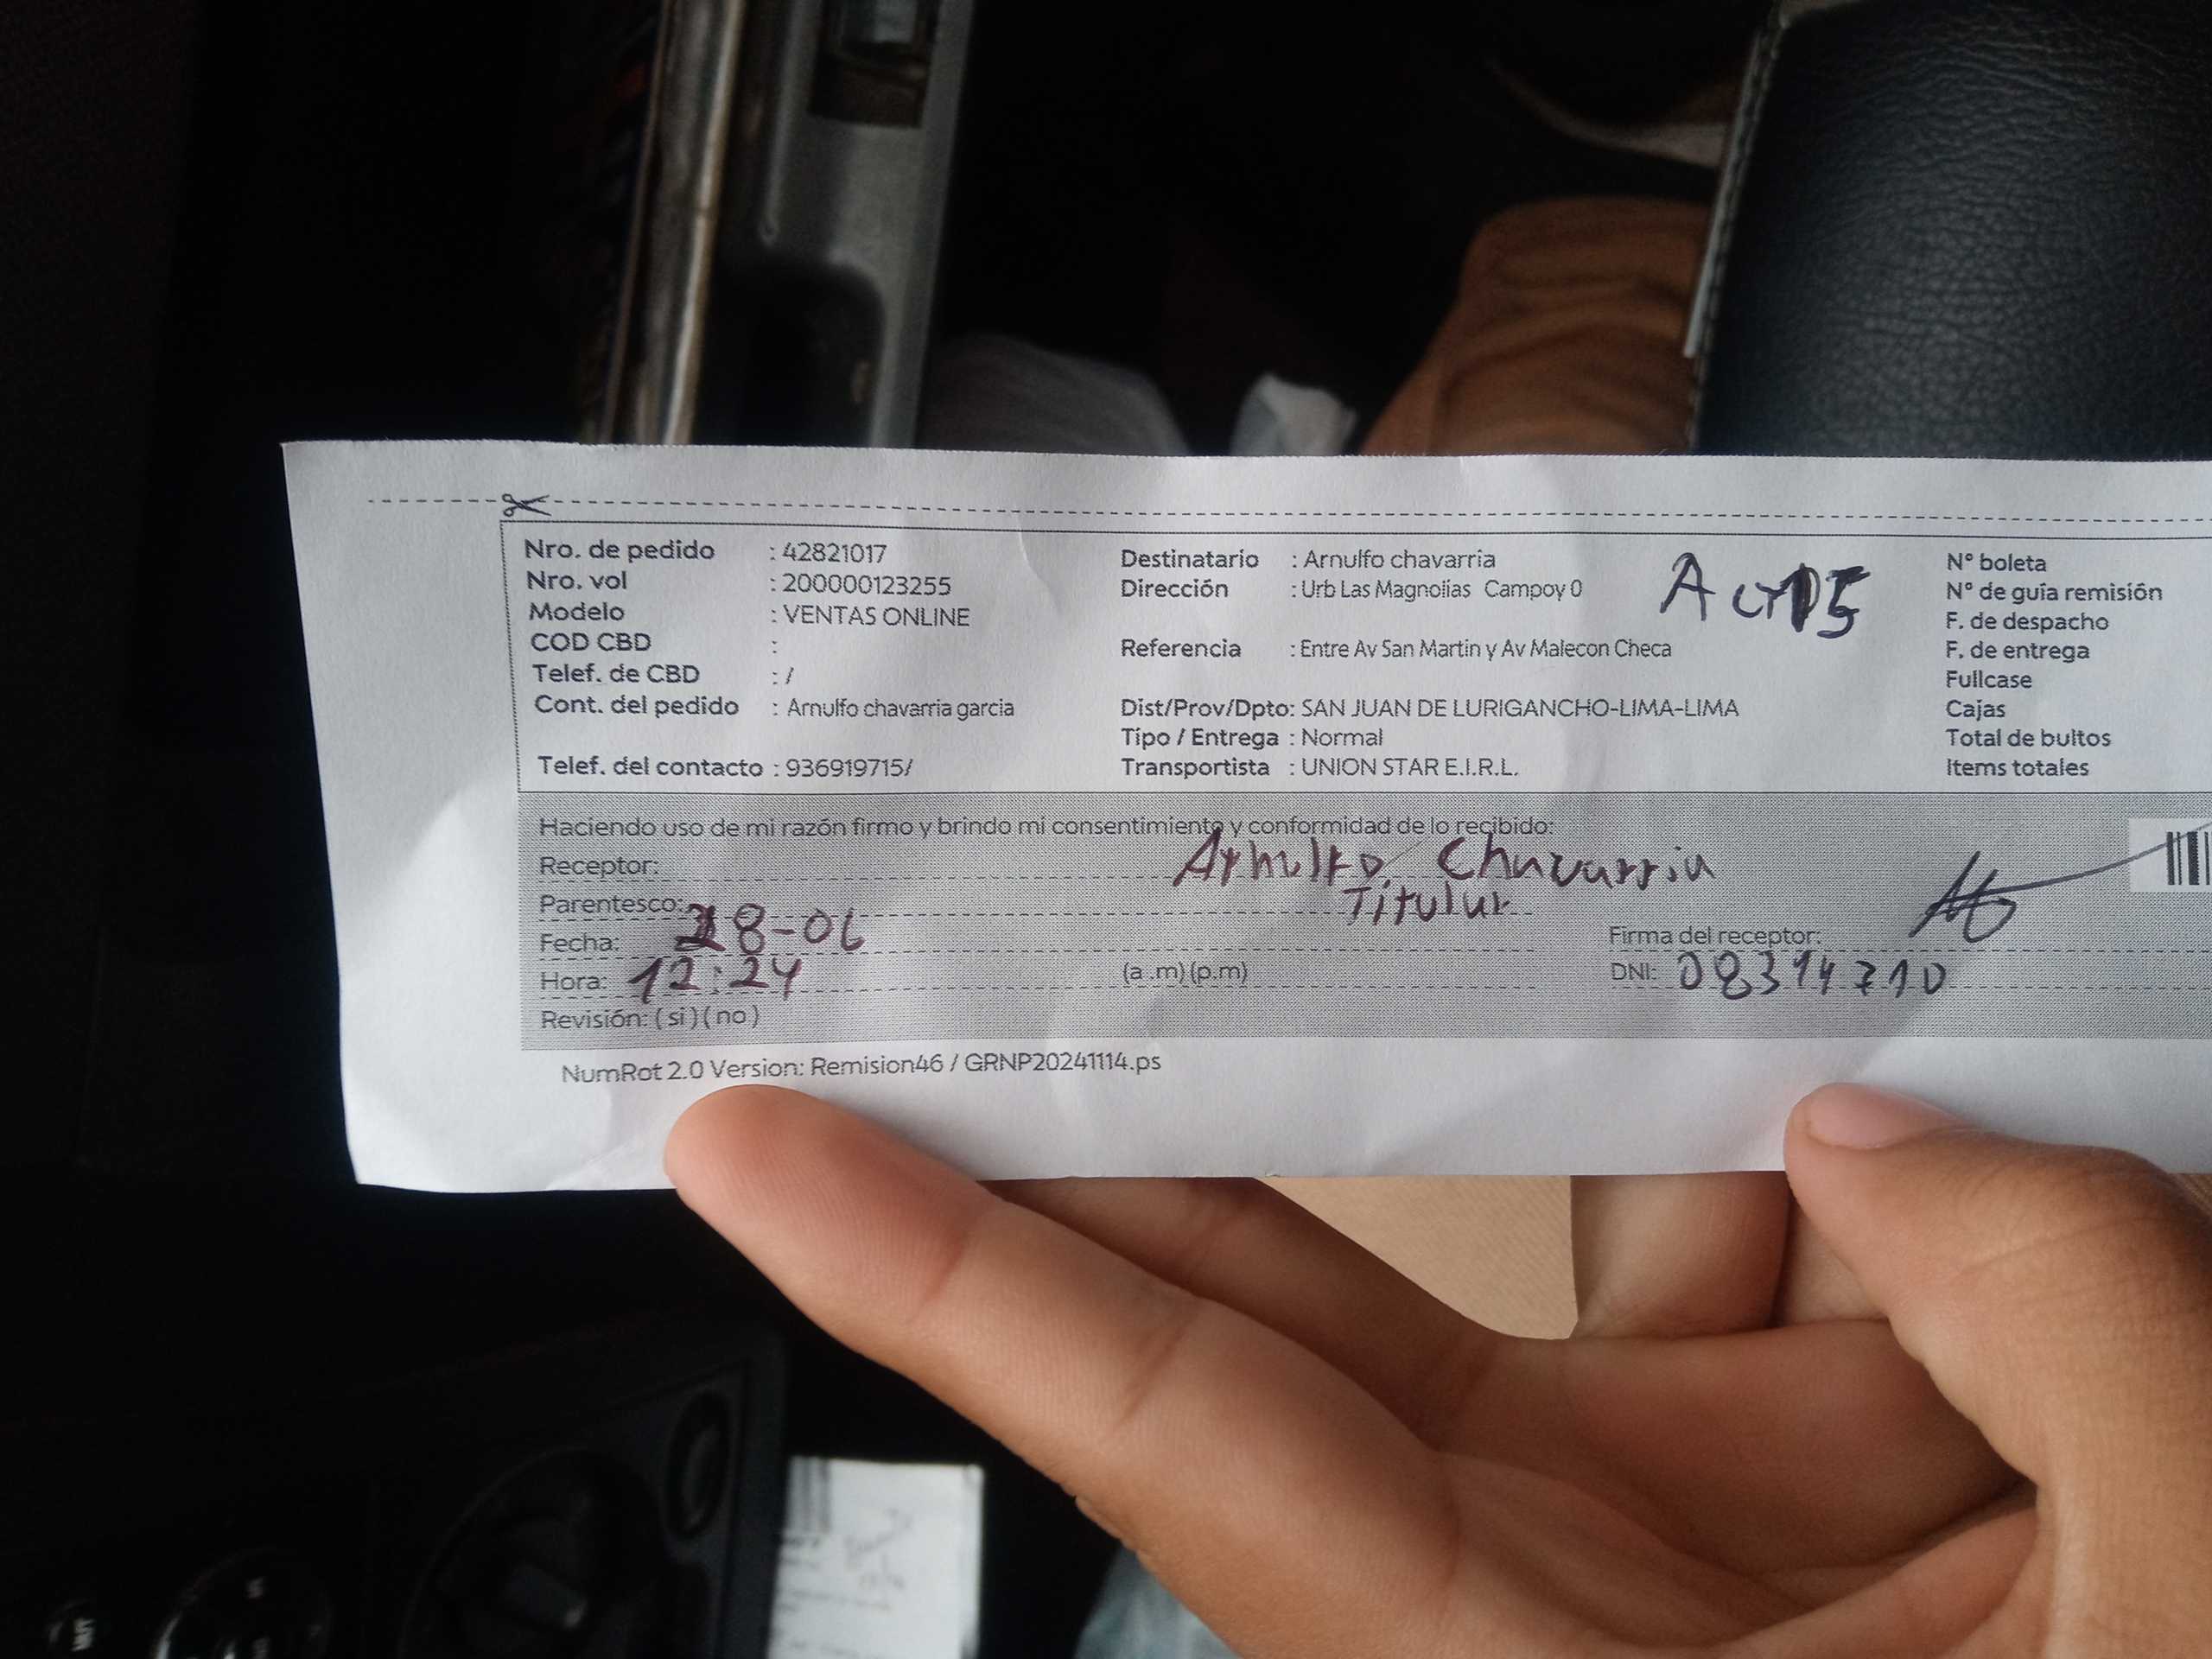 Nro. de pedido : 42821017
Nro. vol : 200000123255
Modelo : VENTAS ONLINE
COD CBD :
Telef. de CBD : /
Cont. del pedido : Arnulfo chavarria garcia
Telef. del contacto : 936919715/
Destinatario : Arnulfo chavarria
Dirección : Urb Las Magnolias Campoy 0
Referencia : Entre Av San Martin y Av Malecon Checa
Dist/Prov/Dpto: SAN JUAN DE LURIGANCHO-LIMA-LIMA
Tipo / Entrega : Normal
Transportista : UNION STAR E.I.R.L.
N° boleta
N° de guía remisión
F. de despacho
F. de entrega
Fullcase
Cajas
Total de bultos
Items totales
Haciendo uso de mi razón firmo y brindo mi consentimiento y conformidad de lo recibido:
Receptor: Arnulfo Chavarria
Parentesco: Titular
Fecha: 28-06
Hora: 12:24 (a .m) (p.m)
Revisión: ( si ) ( no )
Firma del receptor:
DNI: 08314710
NumRot 2.0 Version: Remision46 / GRNP20241114.ps